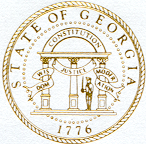 STATE OF GEORGIA
CONSTITUTION
WISDOM
JUSTICE
MODERATION
1776